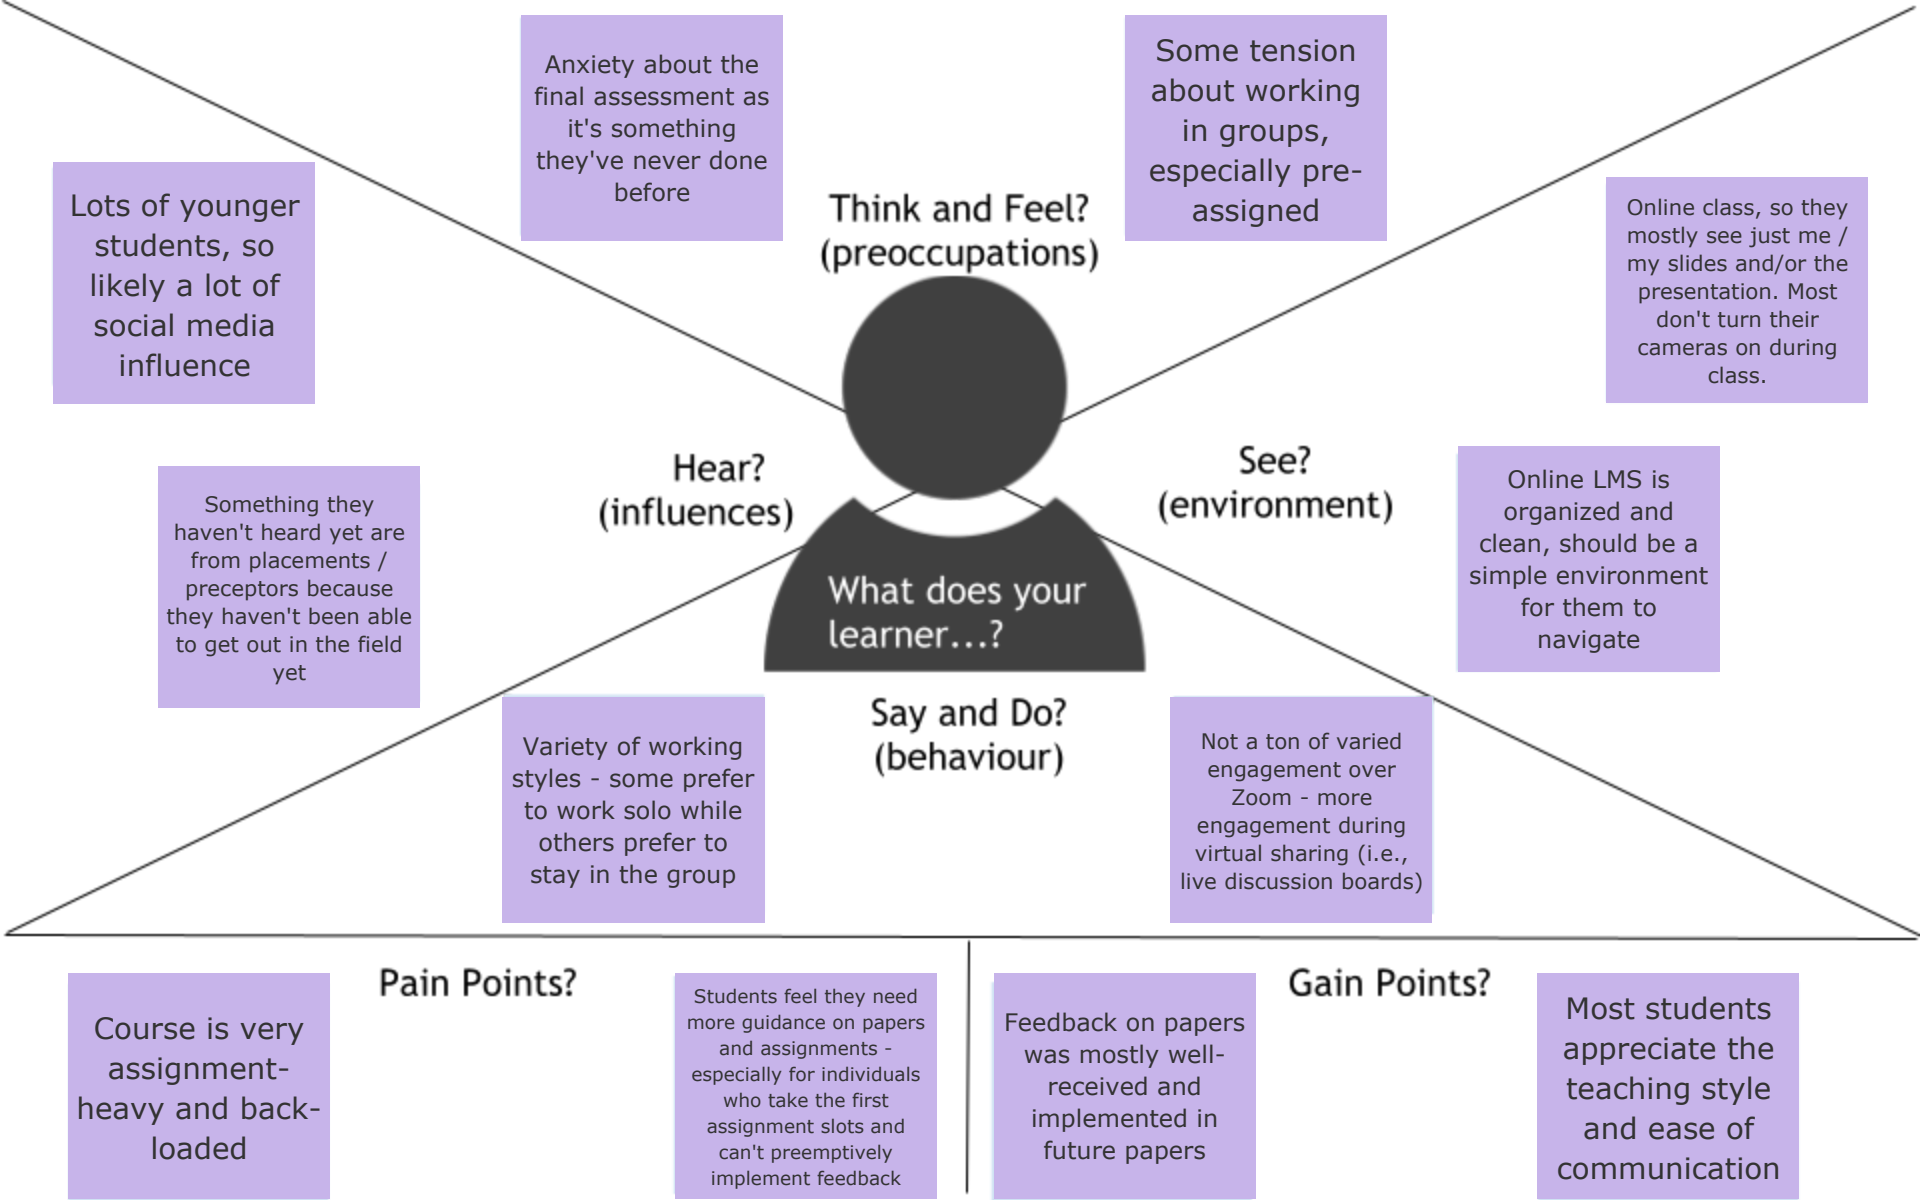 Anxiety about the
final assessment as
it's something
they've never done
before
Some tension
about working
in groups,
especially pre-
assigned
Think and Feel?
(preoccupations)
Lots of younger
students, so
likely a lot of
social media
influence
Something they
haven't heard yet are
from placements /
preceptors because
they haven't been able
to get out in the field
yet
Hear?
(influences)
See?
(environment)
Online class, so they
mostly see just me /
my slides and/or the
presentation. Most
don't turn their
cameras on during
class.
Online LMS is
organized and
clean, should be a
simple environment
for them to
navigate
What does your
learner...?
Say and Do?
(behaviour)
Variety of working
styles - some prefer
to work solo while
others prefer to
stay in the group
Not a ton of varied
engagement over
Zoom - more
engagement during
virtual sharing (i.e.,
live discussion boards)
Pain Points?
Course is very
assignment-
heavy and back-
loaded
Students feel they need
more guidance on papers
and assignments -
especially for individuals
who take the first
assignment slots and
can't preemptively
implement feedback
Gain Points?
Feedback on papers
was mostly well-
received and
implemented in
future papers
Most students
appreciate the
teaching style
and ease of
communication